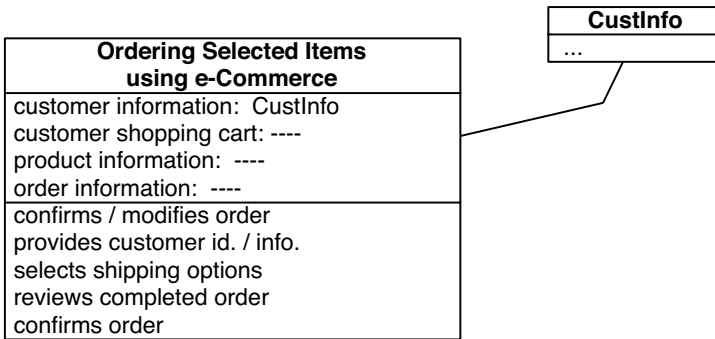 CustInfo
...
Ordering Selected Items
using e-Commerce
customer information:  CustInfo
customer shopping cart: ----
product information:  ----
order information:  ----
confirms / modifies order
provides customer id. / info.
selects shipping options
reviews completed order
confirms order